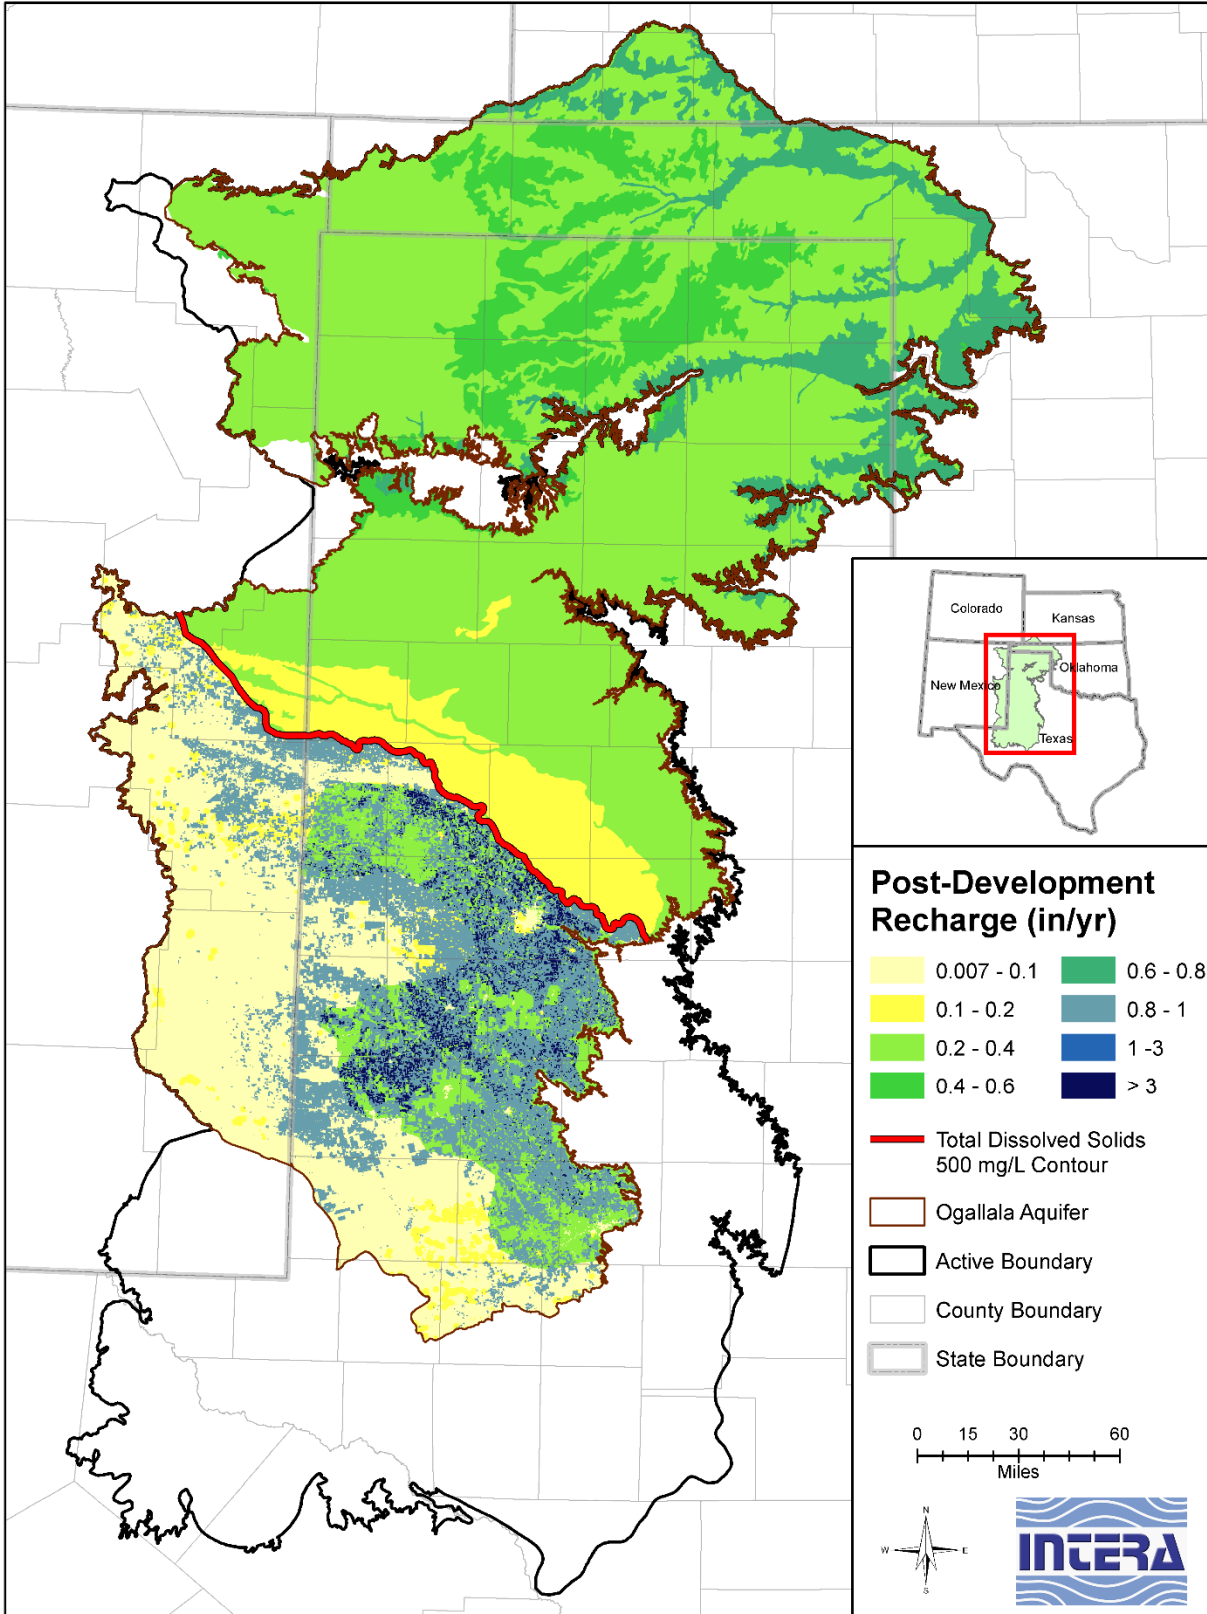 Colorado
Kansas
New Mexico
Oklahoma
Texas
Post-Development
Recharge (in/yr)
0.007 - 0.1
0.1 - 0.2
0.2 - 0.4
0.4 - 0.6
0.6 - 0.8
0.8 - 1
1 -3
> 3
Total Dissolved Solids
500 mg/L Contour
Ogallala Aquifer
Active Boundary
County Boundary
State Boundary
0 15 30 60
Miles
N
W E
S
INTERA